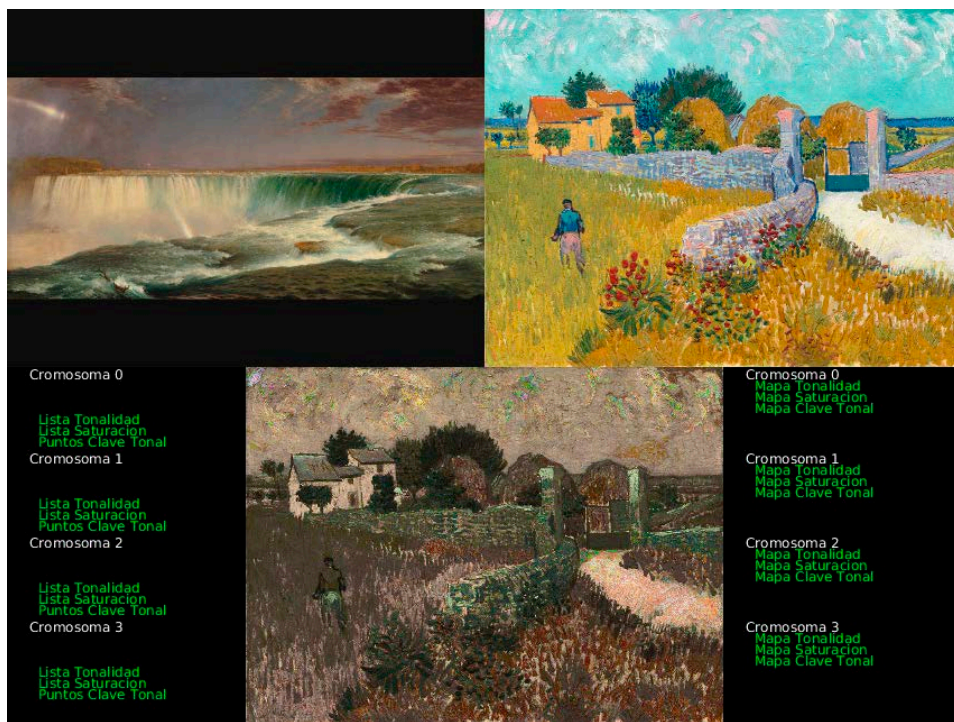 Cromosoma 0
Lista Tonalidad
Lista Saturacion
Puntos Clave Tonal
Cromosoma 1
Lista Tonalidad
Lista Saturacion
Puntos Clave Tonal
Cromosoma 2
Lista Tonalidad
Lista Saturacion
Puntos Clave Tonal
Cromosoma 3
Lista Tonalidad
Lista Saturacion
Puntos Clave Tonal
Cromosoma 0
Mapa Tonalidad
Mapa Saturacion
Mapa Clave Tonal
Cromosoma 1
Mapa Tonalidad
Mapa Saturacion
Mapa Clave Tonal
Cromosoma 2
Mapa Tonalidad
Mapa Saturacion
Mapa Clave Tonal
Cromosoma 3
Mapa Tonalidad
Mapa Saturacion
Mapa Clave Tonal